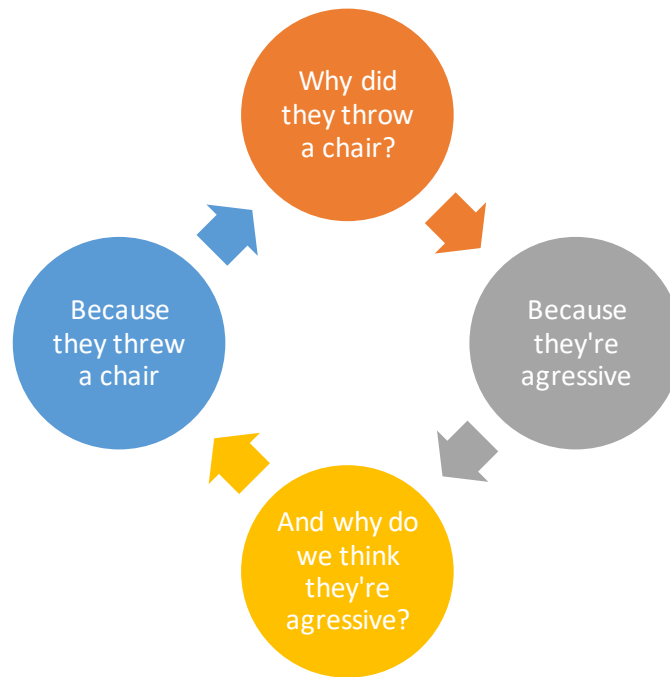 Why did
they throw
a chair?
Because
they're
agressive
And why do
we think
they're
agressive?
Because
they threw
a chair